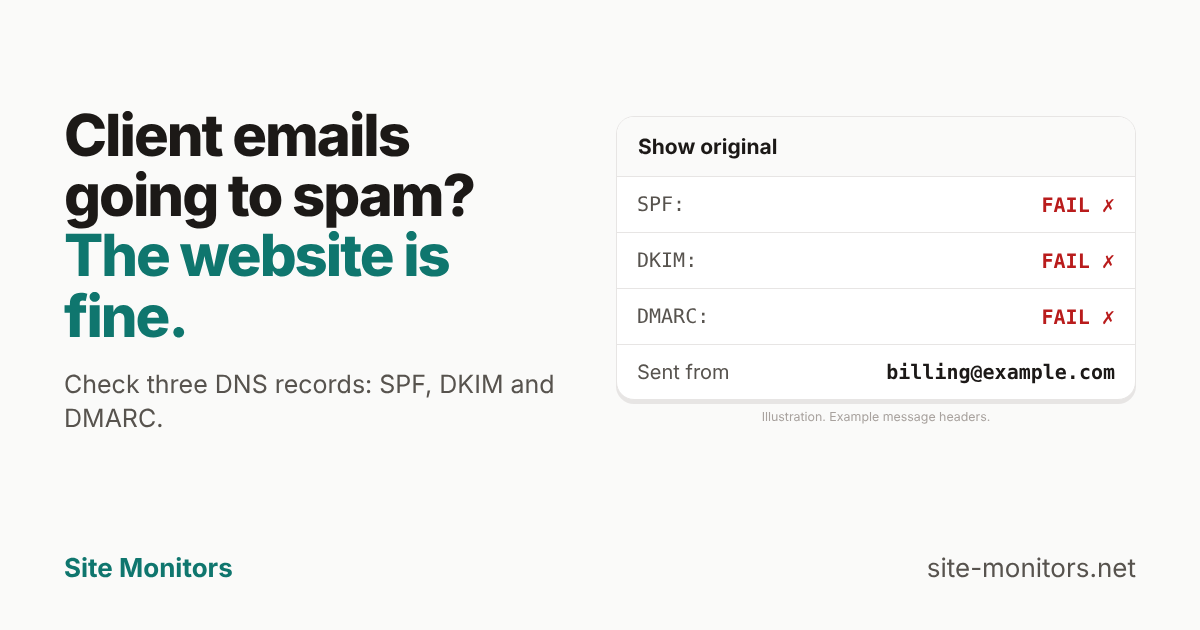 Client emails
going to spam?
The website is
fine.
Check three DNS records: SPF, DKIM and
DMARC.
Show original
SPF: FAIL ✗
DKIM: FAIL ✗
DMARC: FAIL ✗
Sent from billing@example.com
Illustration. Example message headers.
Site Monitors
site-monitors.net